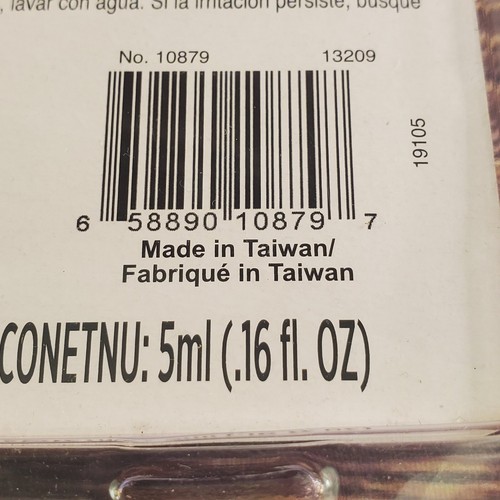 , lavar con agua. Si la irritación persiste, busque
No. 10879 13209
19105
6 58890 10879 7
Made in Taiwan/
Fabriqué in Taiwan
CONETNU: 5ml (.16 fl. OZ)